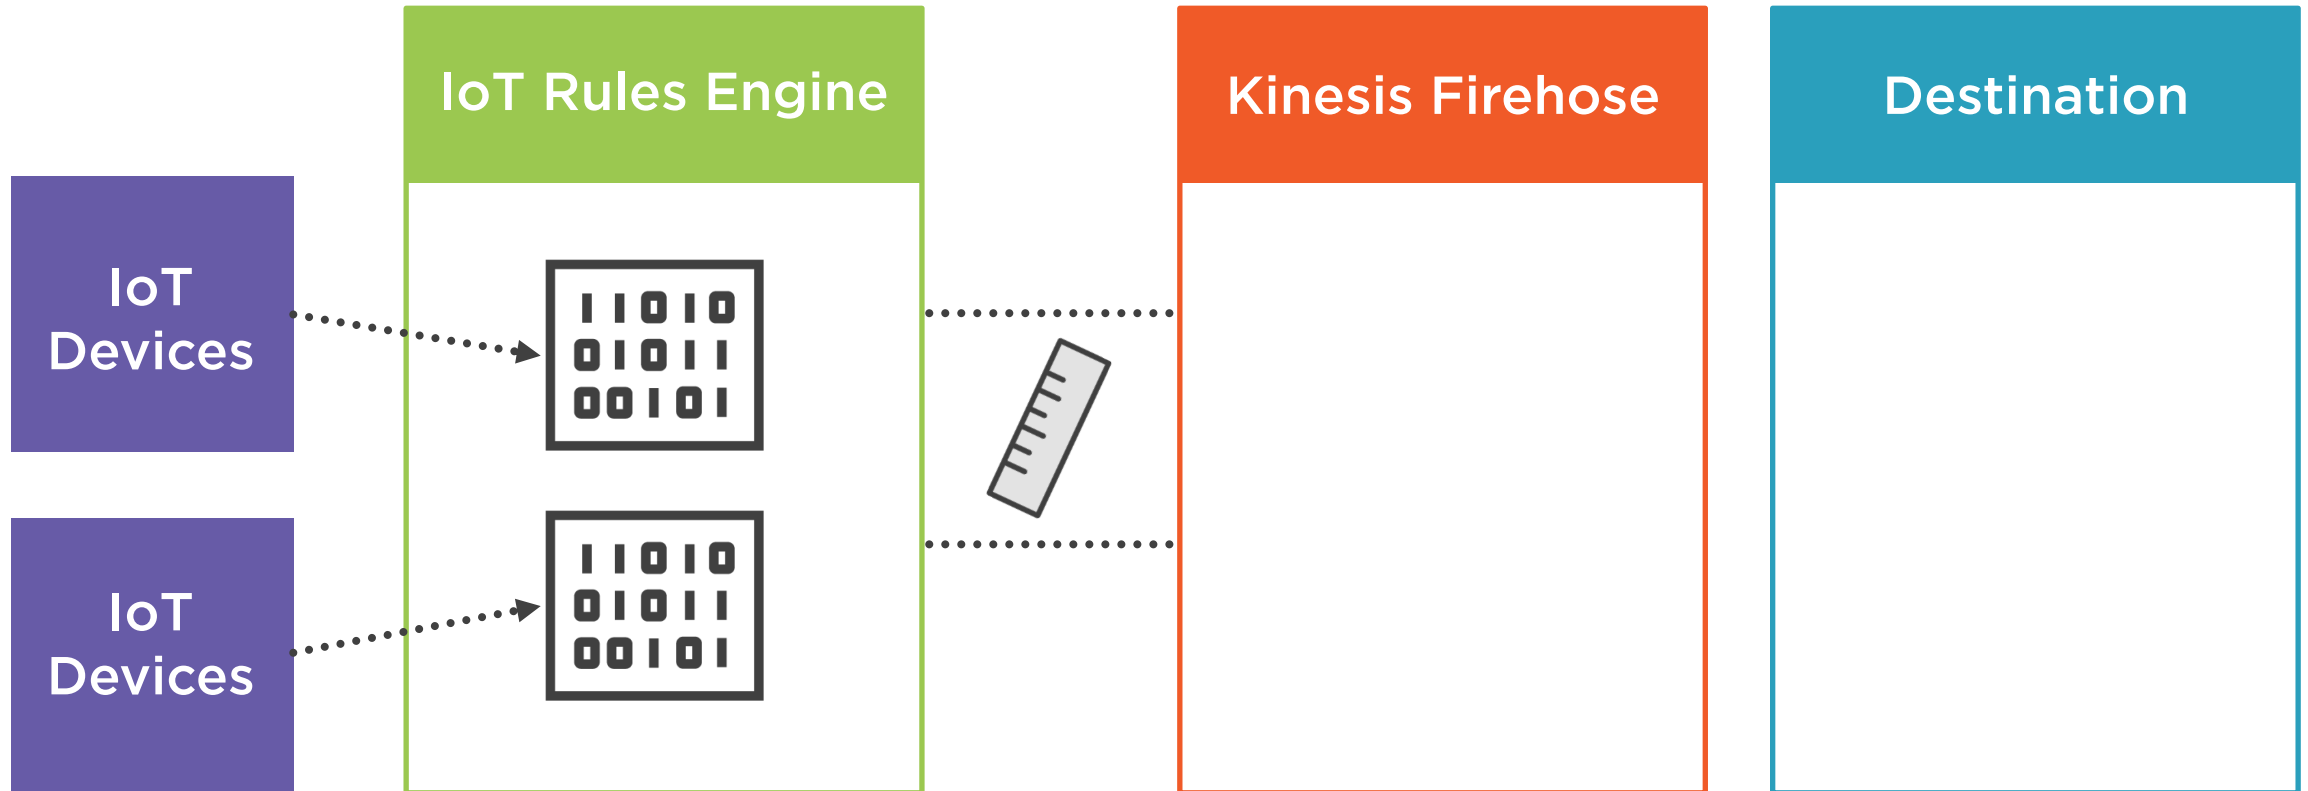 IoT Rules Engine
Kinesis Firehose
Destination
IoT
Devices
11010
01011
00101
IoT
Devices
11010
01011
00101